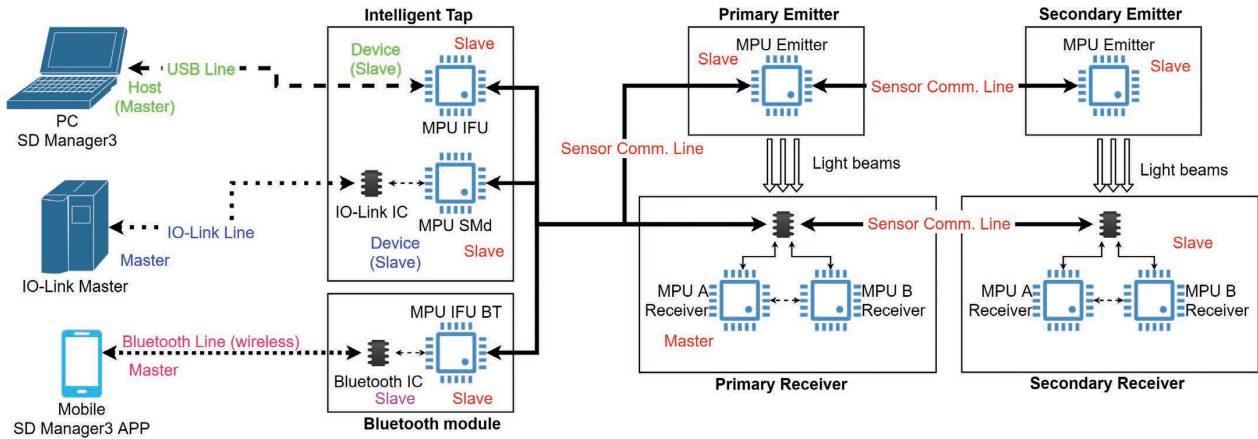 Intelligent Tap
Primary Emitter
Secondary Emitter
USB Line
Host
(Master)
PC
SD Manager3
Device
(Slave)
Slave
MPU IFU
IO-Link IC
MPU SMd
Device
(Slave)
Slave
IO-Link Line
Master
IO-Link Master
MPU IFU BT
Bluetooth Line (wireless)
Master
Bluetooth IC
Slave
Slave
Bluetooth module
Mobile
SD Manager3 APP
Sensor Comm. Line
MPU Emitter
Slave
Sensor Comm. Line
MPU Emitter
Slave
Light beams
Light beams
Sensor Comm. Line
MPU A
Receiver
MPU B
Receiver
Master
Primary Receiver
Slave
MPU A
Receiver
MPU B
Receiver
Secondary Receiver